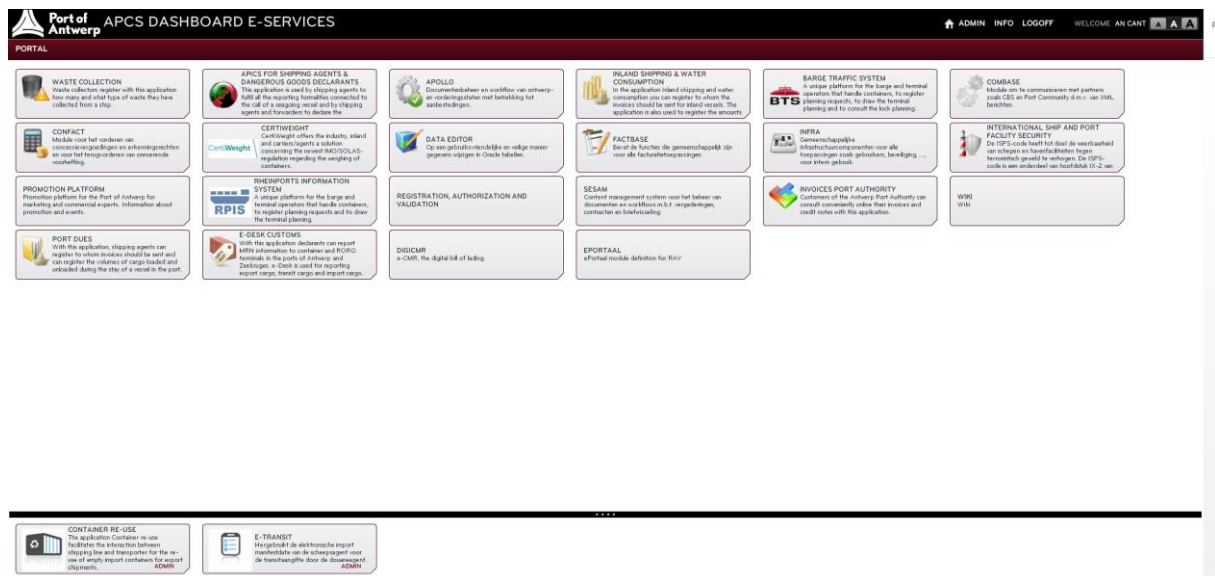 Port of
Antwerp
APCS DASHBOARD E-SERVICES
ADMIN INFO LOGOFF WELCOME AN CANT A A A
PORTAL
WASTE COLLECTION
Waste collectors register with this application
how many and what type of waste they have
collected from a ship.
APICS FOR SHIPPING AGENTS &
DANGEROUS GOODS DECLARANTS
This application is used by shipping agents to
fulfil all the reporting formalities connected to
the call of a seagoing vessel and by shipping
agents and forwarders to declare the
APOLLO
Documentenbeheer en workflow van ontwerp-
en vorderingsstaten met betrekking tot
aanbestedingen.
INLAND SHIPPING & WATER
CONSUMPTION
In the application Inland shipping and water
consumption you can register to whom the
invoices should be sent for inland vessels. The
application is also used to register the amounts
BARGE TRAFFIC SYSTEM
A unique platform for the barge and terminal
operators that handle containers, to register
planning requests, to draw the terminal
planning and to consult the lock planning.
BTS
COMBASE
Module om te communiceren met partners
zoals CBS en Port Community d.m.v. van XML
berichten.
CONFACT
Module voor het vorderen van
concessievergoedingen en erkenningsrechten
en voor het terugvorderen van onroerende
voorheffing.
CertiWeight
CERTIWEIGHT
CertiWeight offers the industry, inland
and carriers/agents a solution
concerning the newest IMO/SOLAS-
regulation regarding the weighing of
containers.
DATA EDITOR
Op een gebruiksvriendelijke en veilige manier
gegevens wijzigen in Oracle tabellen.
FACTBASE
Bevat de functies die gemeenschappelijk zijn
voor alle facturatietoepassingen.
INFRA
Gemeenschappelijke
infrastructuurcomponenten voor alle
toepassingen zoals gebruikers, beveiliging, ...,
voor intern gebruik.
INTERNATIONAL SHIP AND PORT
FACILITY SECURITY
De ISPS-code heeft tot doel de weerbaarheid
van schepen en havenfaciliteiten tegen
terroristisch geweld te verhogen. De ISPS-
code is een onderdeel van hoofdstuk IX-2 van
PROMOTION PLATFORM
Promotion platform for the Port of Antwerp for
marketing and commercial experts. Information about
promotion and events.
RPIS
RHEINPORTS INFORMATION
SYSTEM
A unique platform for the barge and
terminal operators that handle containers,
to register planning requests and to draw
the terminal planning.
REGISTRATION, AUTHORIZATION AND
VALIDATION
SESAM
Content management system voor het beheer van
documenten en workflows m.b.t. vergaderingen,
contracten en briefwisseling.
INVOICES PORT AUTHORITY
Customers of the Antwerp Port Authority can
consult conveniently online their invoices and
credit notes with this application.
WIKI
Wiki
PORT DUES
With this application, shipping agents can
register to whom invoices should be sent and
can register the volumes of cargo loaded and
unloaded during the stay of a vessel in the port.
E-DESK CUSTOMS
With this application declarants can report
MRN information to container and RORO
terminals in the ports of Antwerp and
Zeebruges. e-Desk is used for reporting
export cargo, transit cargo and import cargo.
DIGICMR
e-CMR, the digital bill of lading.
EPORTAAL
ePortaal module definition for RAV
CONTAINER RE-USE
The application Container re-use
facilitates the interaction between
shipping line and transporter for the re-
use of empty import containers for export
shipments.
ADMIN
E-TRANSIT
Hergebruikt de elektronische import
manifestdata van de scheepsagent voor
de transitaangifte door de douaneagent.
ADMIN